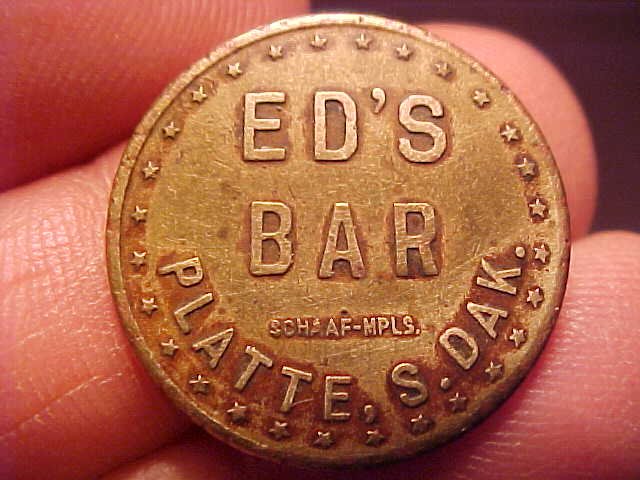 ED'S
BAR
SCHAAF-MPLS.
PLATTE, S. DAK.